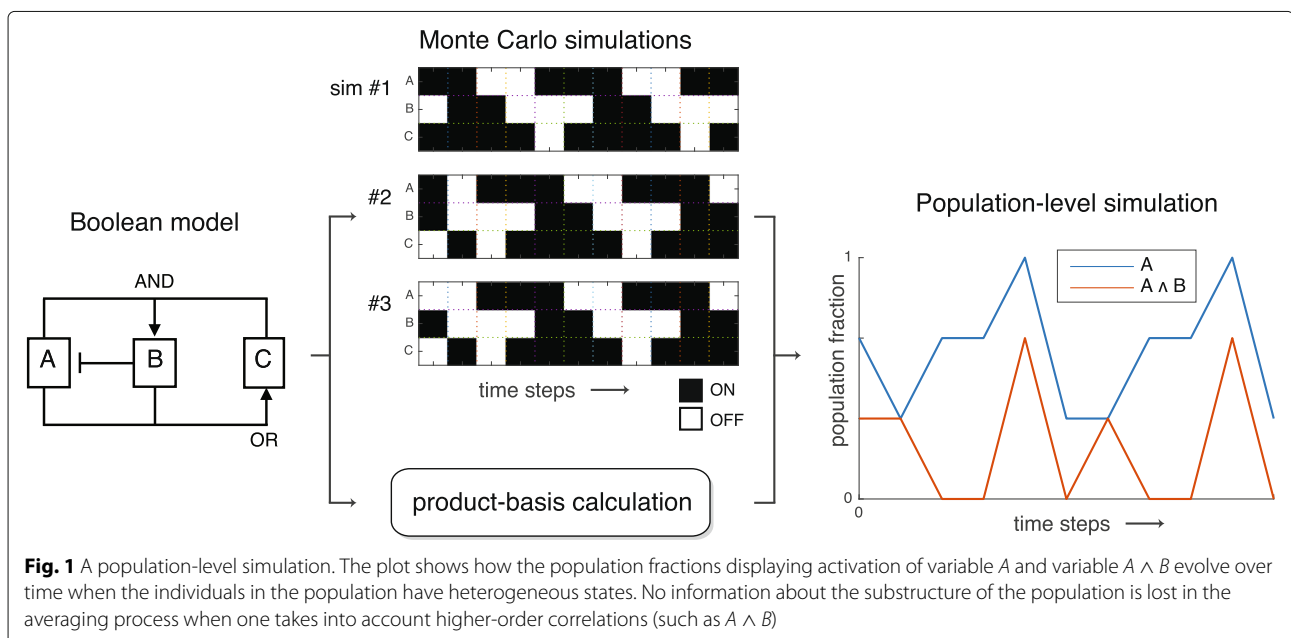 Monte Carlo simulations
sim #1
A
B
C
#2
A
B
C
#3
A
B
C
time steps
ON
OFF
Boolean model
AND
A
B
C
OR
product-basis calculation
Population-level simulation
A
A ∧ B
population fraction
1
0
0
time steps
Fig. 1 A population-level simulation. The plot shows how the population fractions displaying activation of variable A and variable A ∧ B evolve over
time when the individuals in the population have heterogeneous states. No information about the substructure of the population is lost in the
averaging process when one takes into account higher-order correlations (such as A ∧ B)